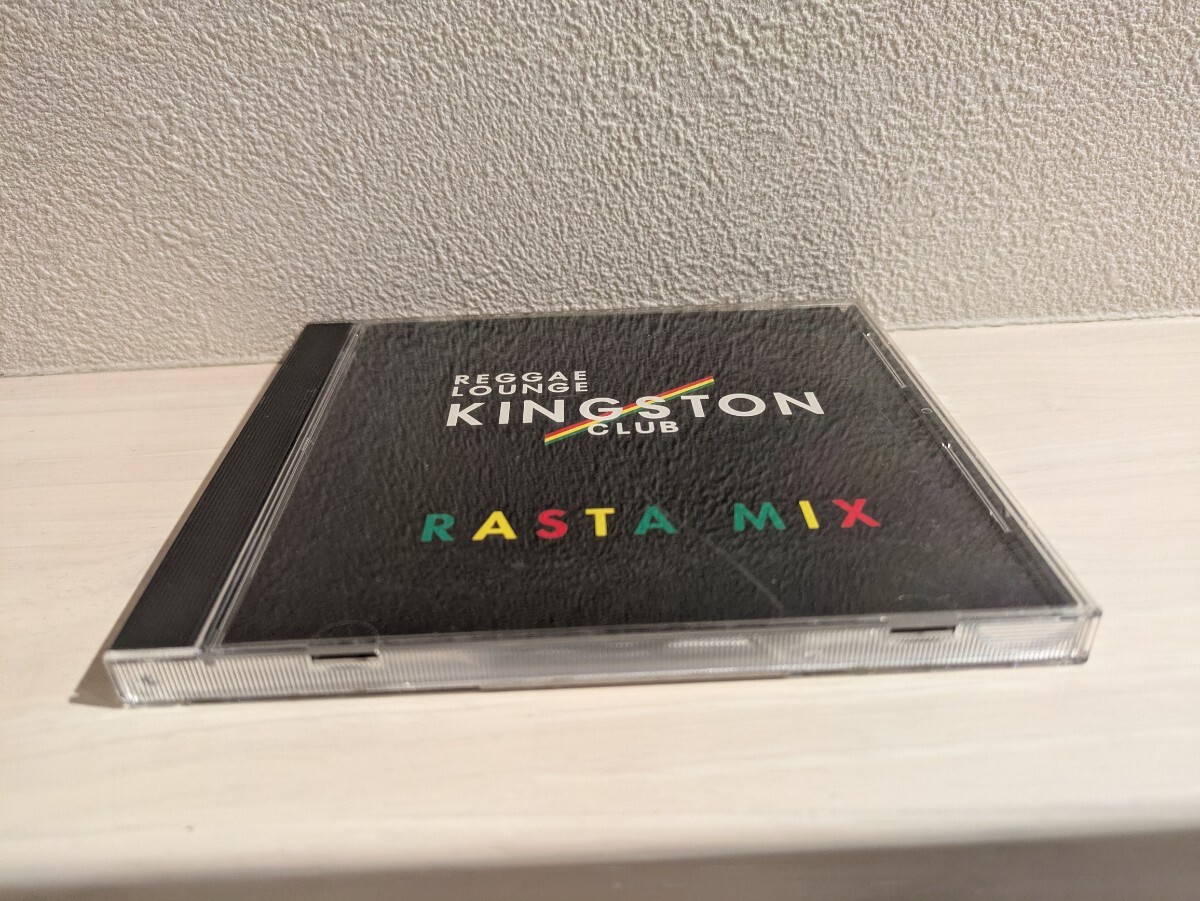 REGGAE
LOUNGE
KINGSTON
CLUB
RASTA MIX